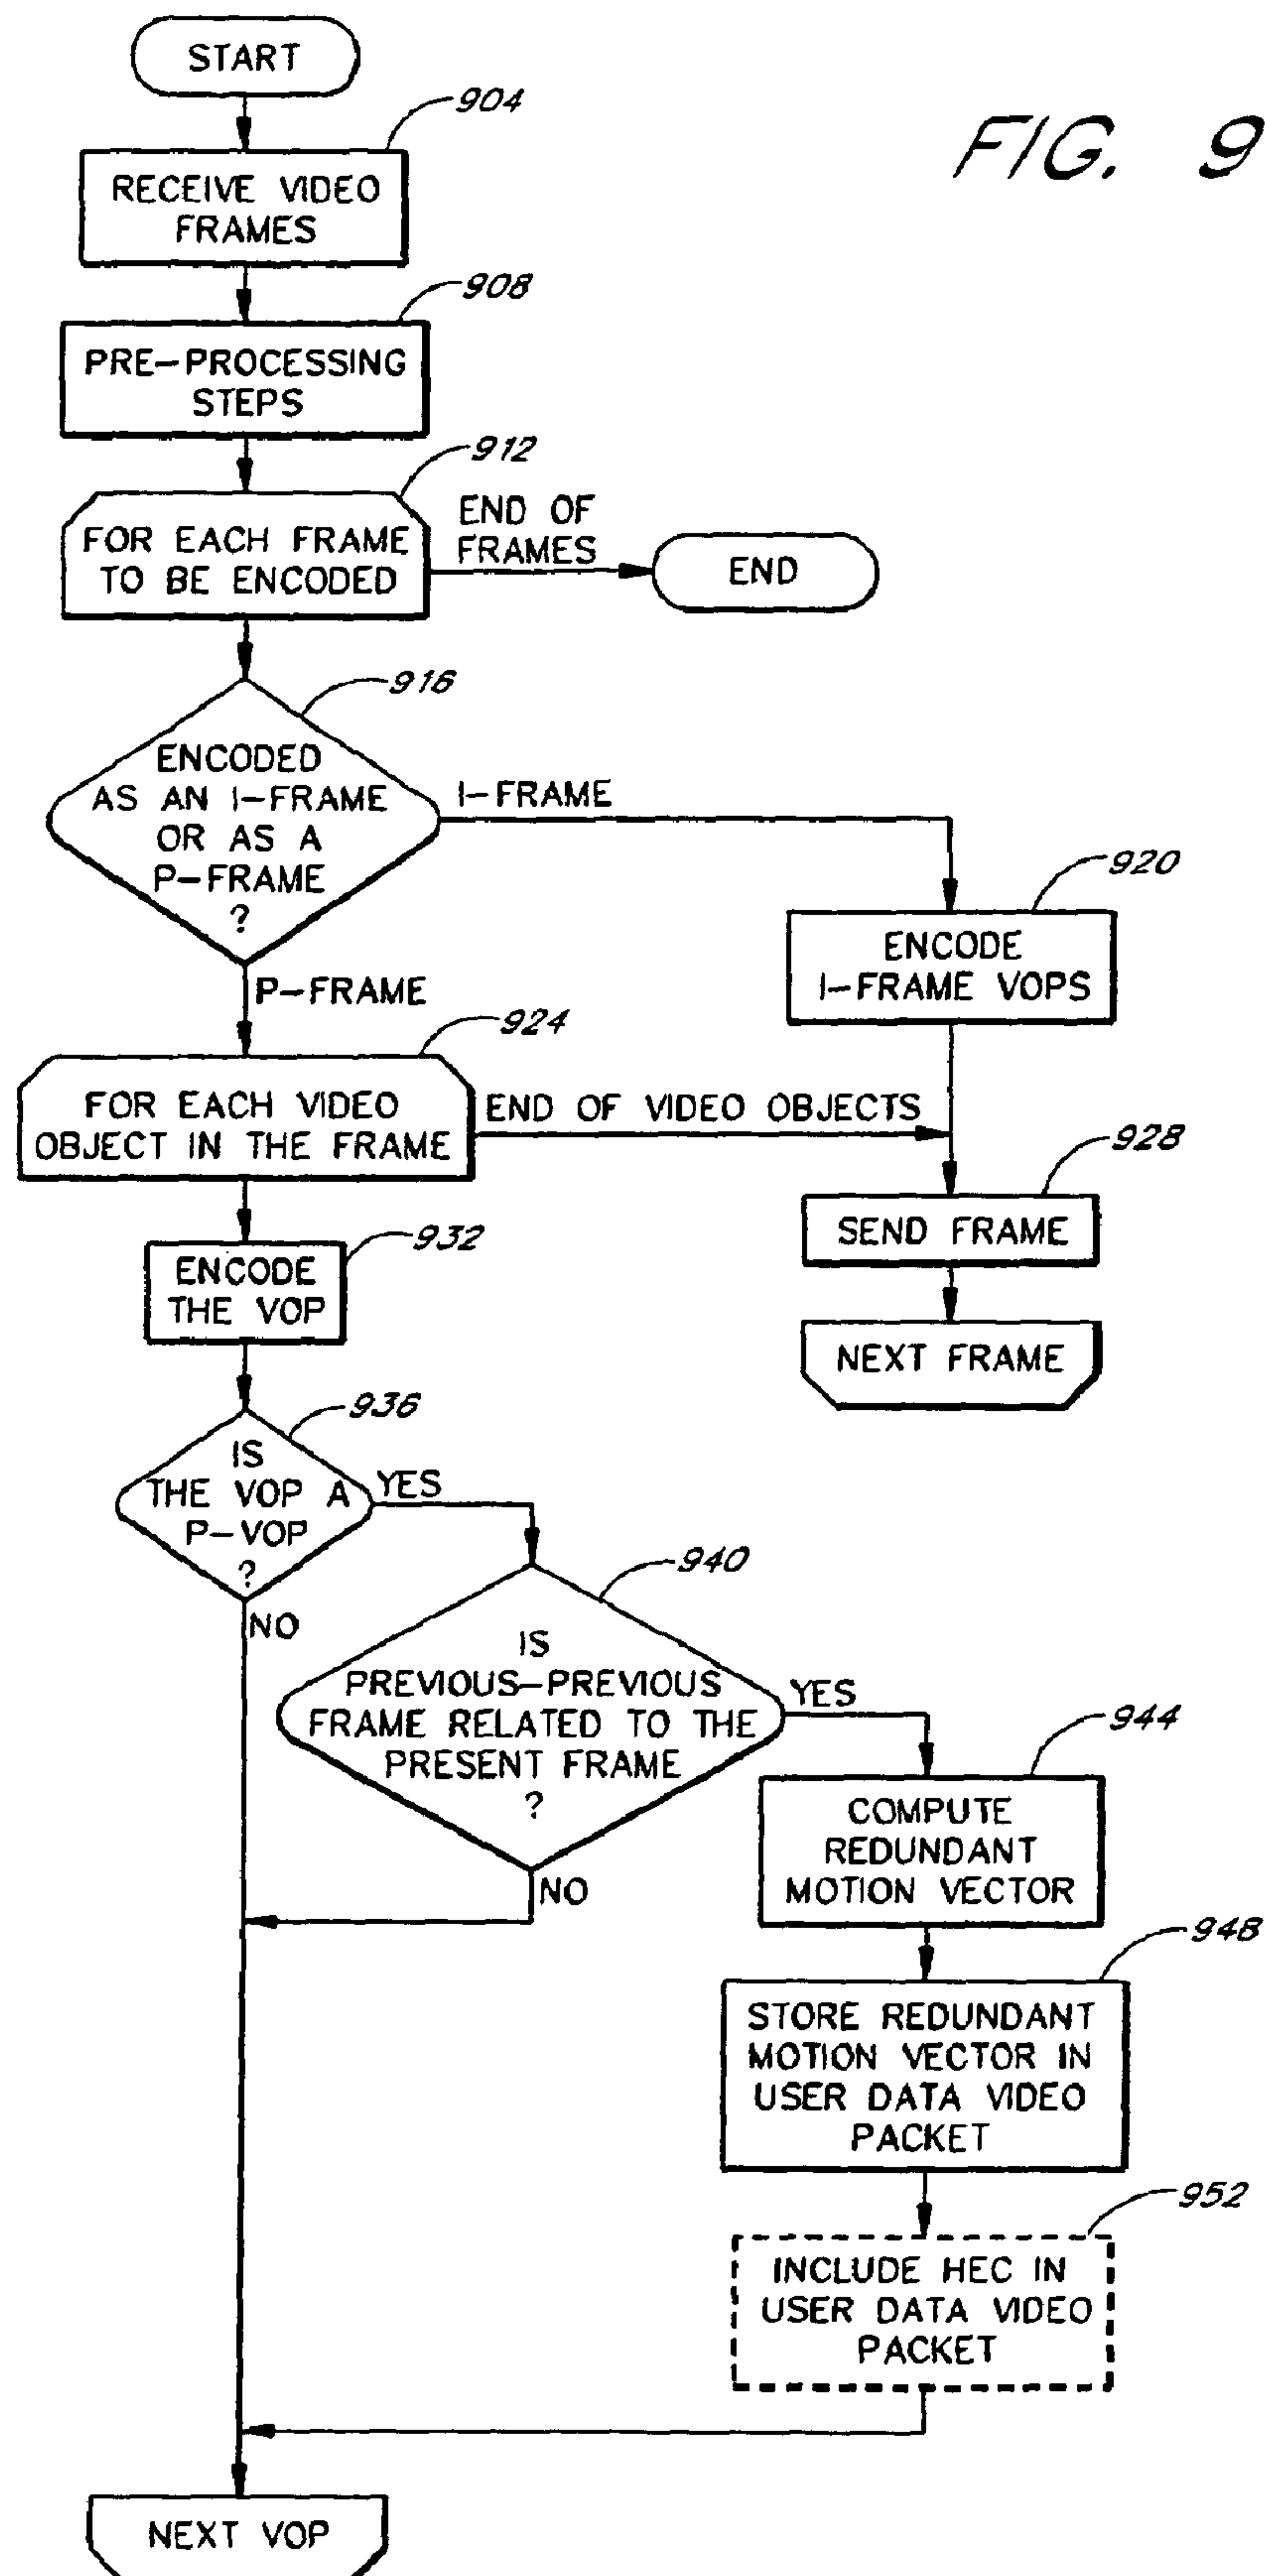 START
FIG. 9
904
RECEIVE VIDEO
FRAMES
908
PRE-PROCESSING
STEPS
912
FOR EACH FRAME
TO BE ENCODED
END OF
FRAMES
END
916
ENCODED
AS AN I-FRAME
OR AS A
P-FRAME
?
I-FRAME
920
ENCODE
I-FRAME VOPS
P-FRAME
924
FOR EACH VIDEO
OBJECT IN THE FRAME
END OF VIDEO OBJECTS
928
SEND FRAME
NEXT FRAME
932
ENCODE
THE VOP
936
IS
THE VOP A
P-VOP
?
YES
NO
940
IS
PREVIOUS-PREVIOUS
FRAME RELATED TO THE
PRESENT FRAME
?
YES
NO
944
COMPUTE
REDUNDANT
MOTION VECTOR
948
STORE REDUNDANT
MOTION VECTOR IN
USER DATA VIDEO
PACKET
952
INCLUDE HEC IN
USER DATA VIDEO
PACKET
NEXT VOP